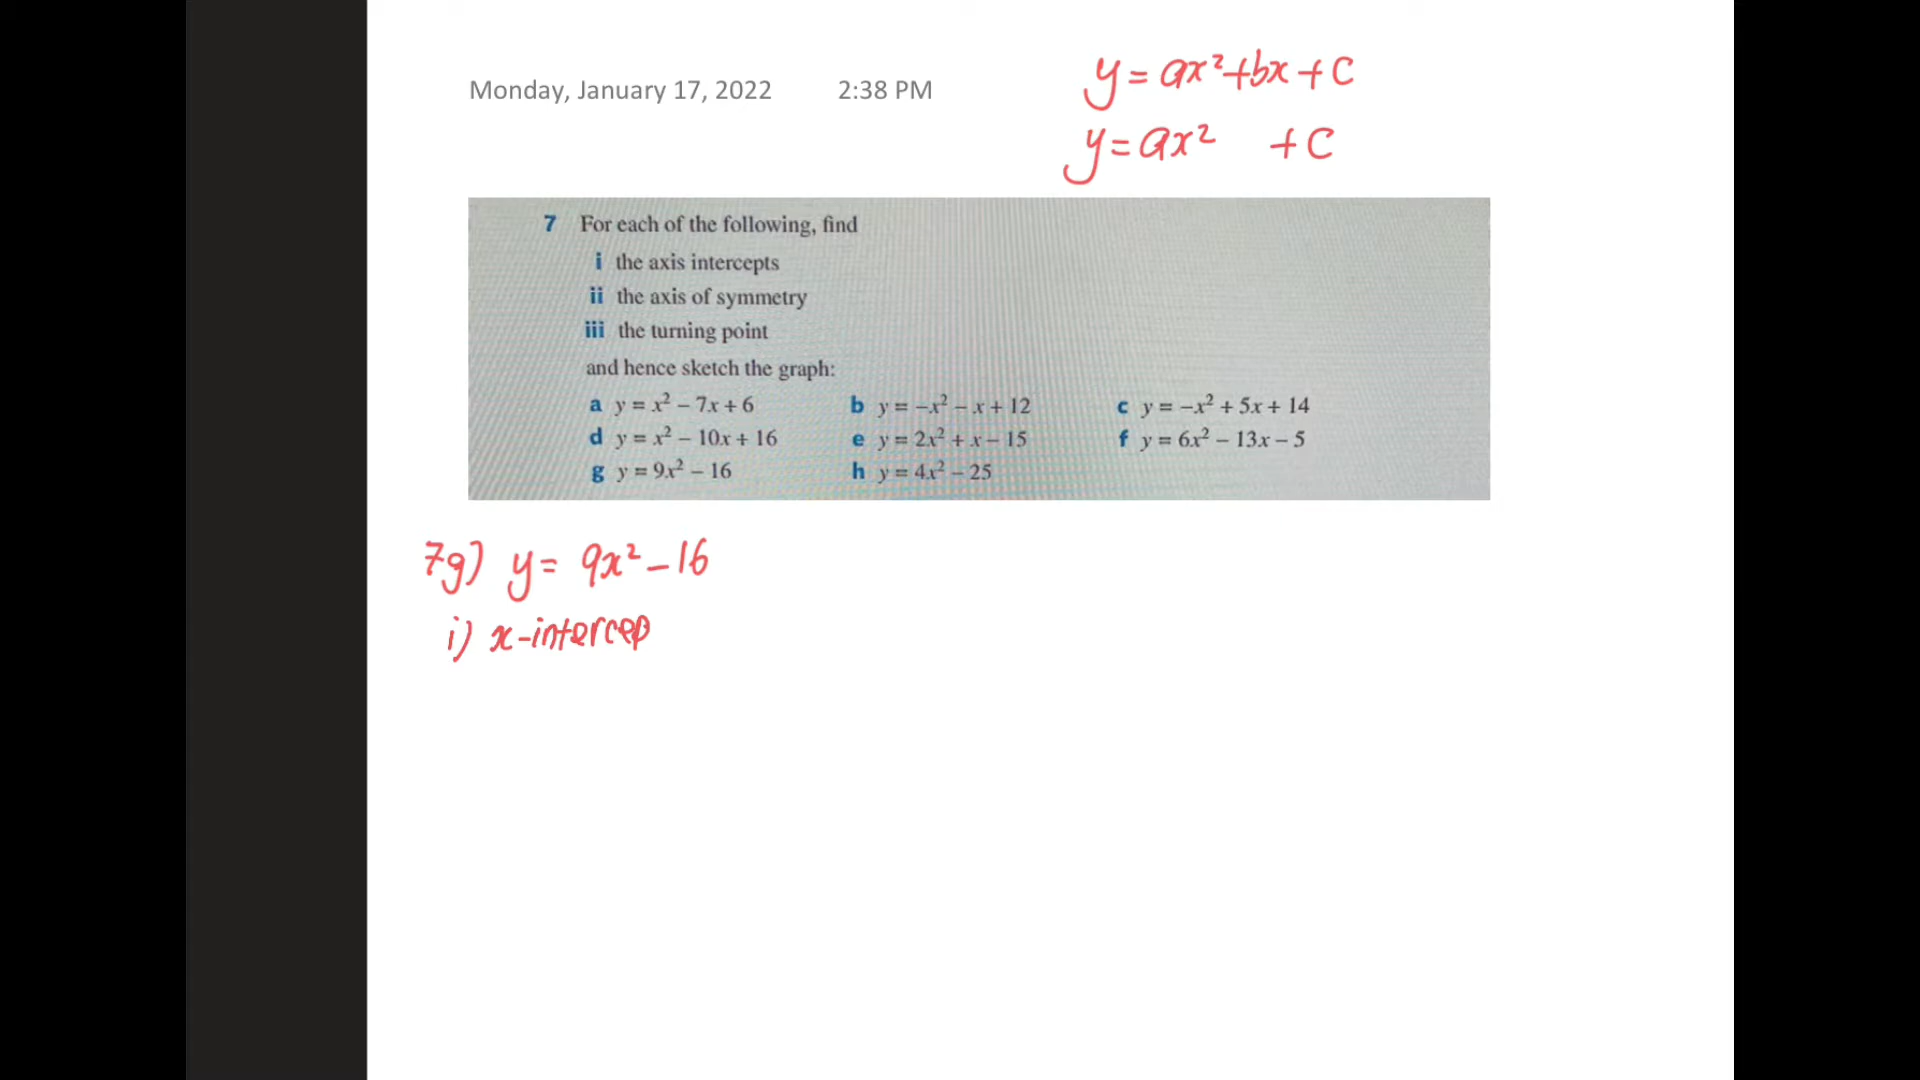 Monday, January 17, 2022 2:38 PM
y = ax²+bx+c
y = ax² +c
7 For each of the following, find
i the axis intercepts
ii the axis of symmetry
iii the turning point
and hence sketch the graph:
a y = x² – 7x + 6 b y = –x² – x + 12 c y = –x² + 5x + 14
d y = x² – 10x + 16 e y = 2x² + x – 15 f y = 6x² – 13x – 5
g y = 9x² – 16 h y = 4x² – 25
7g) y = 9x² – 16
i) x-intercep